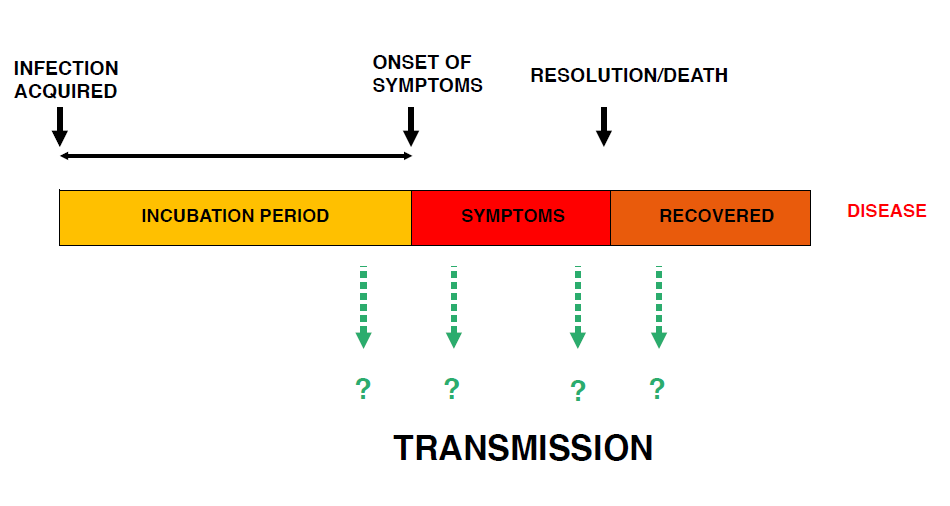 INFECTION
ACQUIRED
ONSET OF
SYMPTOMS
RESOLUTION/DEATH
INCUBATION PERIOD
SYMPTOMS
RECOVERED
DISEASE
? ? ? ?
TRANSMISSION